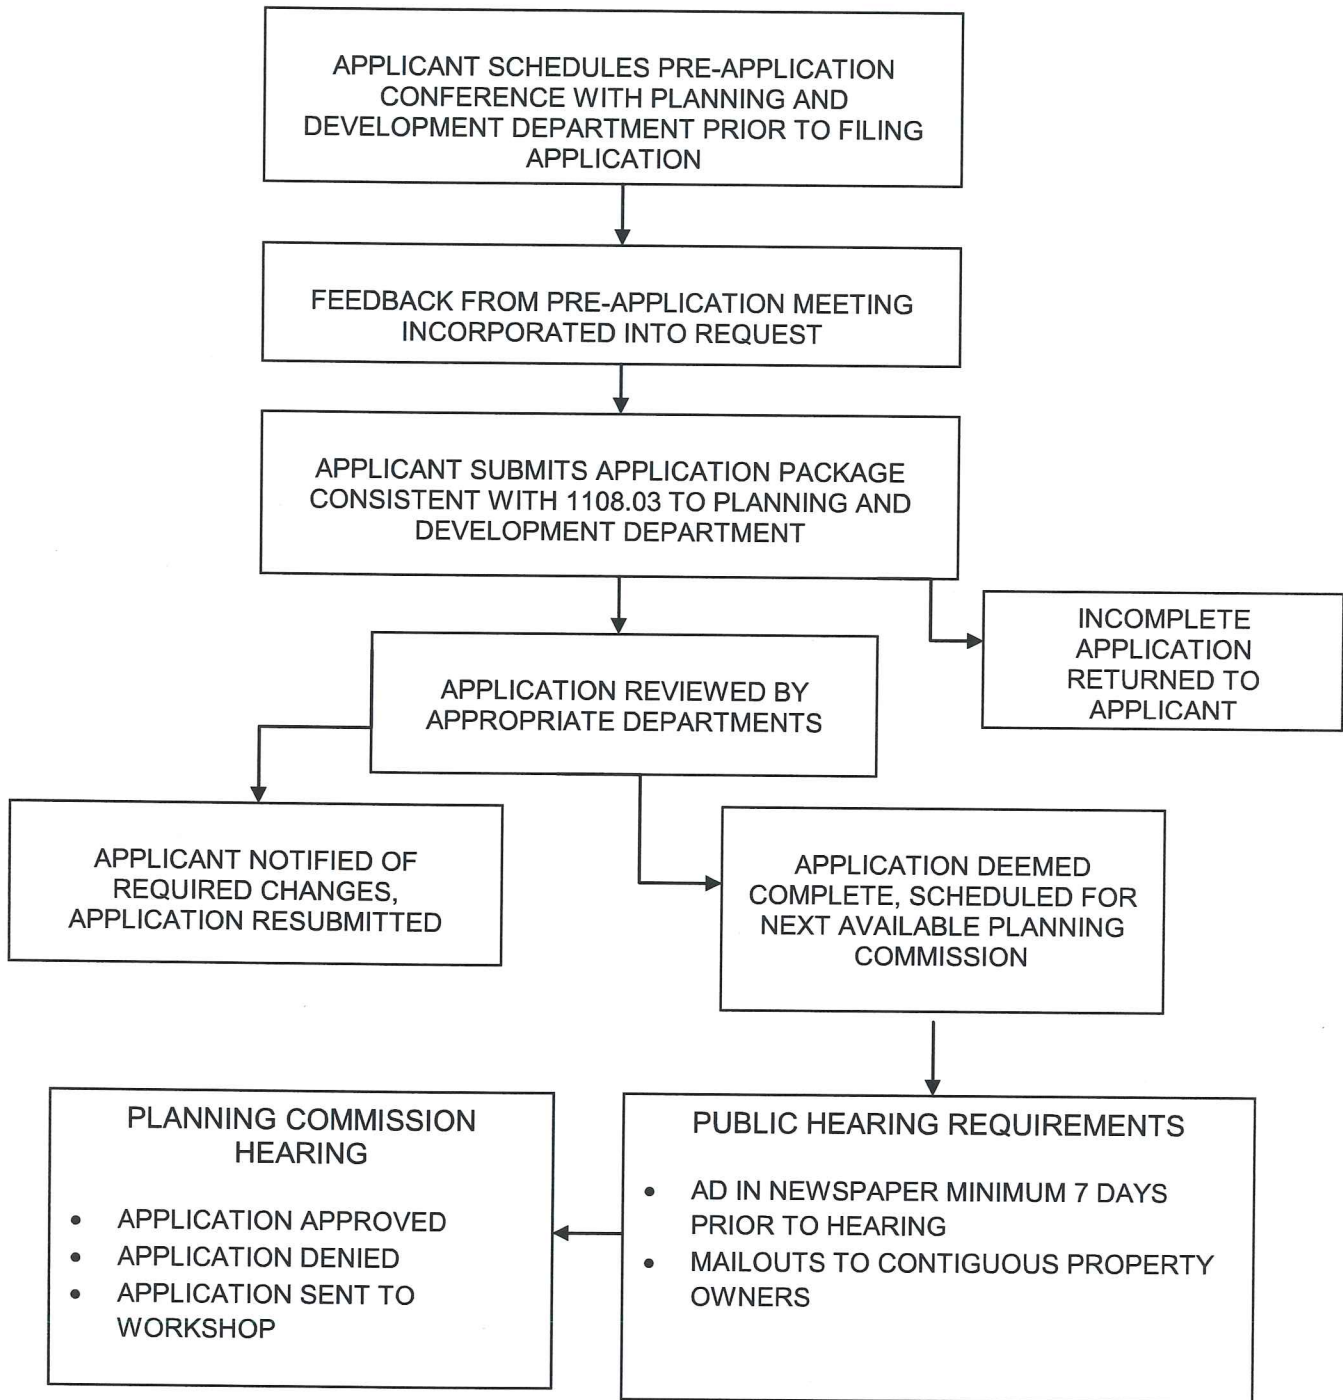 APPLICANT SCHEDULES PRE-APPLICATION
CONFERENCE WITH PLANNING AND
DEVELOPMENT DEPARTMENT PRIOR TO FILING
APPLICATION
FEEDBACK FROM PRE-APPLICATION MEETING
INCORPORATED INTO REQUEST
APPLICANT SUBMITS APPLICATION PACKAGE
CONSISTENT WITH 1108.03 TO PLANNING AND
DEVELOPMENT DEPARTMENT
INCOMPLETE
APPLICATION
RETURNED TO
APPLICANT
APPLICATION REVIEWED BY
APPROPRIATE DEPARTMENTS
APPLICANT NOTIFIED OF
REQUIRED CHANGES,
APPLICATION RESUBMITTED
APPLICATION DEEMED
COMPLETE, SCHEDULED FOR
NEXT AVAILABLE PLANNING
COMMISSION
PUBLIC HEARING REQUIREMENTS
• AD IN NEWSPAPER MINIMUM 7 DAYS
PRIOR TO HEARING
• MAILOUTS TO CONTIGUOUS PROPERTY
OWNERS
PLANNING COMMISSION
HEARING
• APPLICATION APPROVED
• APPLICATION DENIED
• APPLICATION SENT TO
WORKSHOP